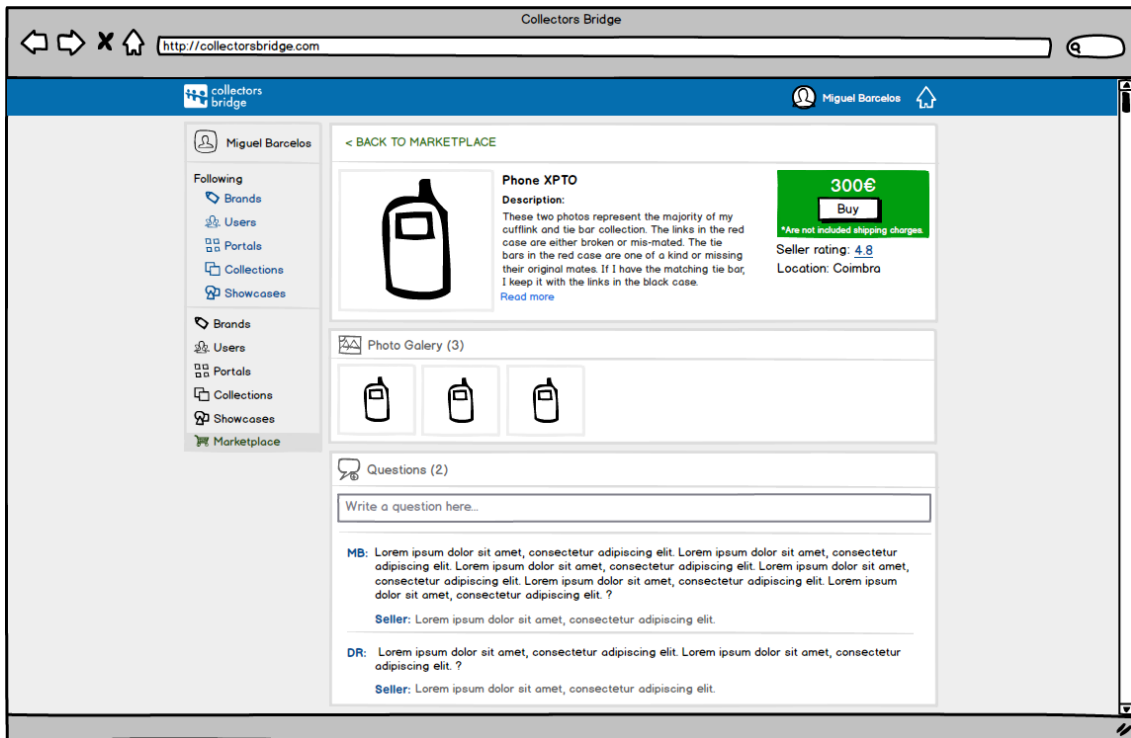 Collectors Bridge
http://collectorsbridge.com
collectors
bridge
Miguel Barcelos
Miguel Barcelos
Following
Brands
Users
Portals
Collections
Showcases
Brands
Users
Portals
Collections
Showcases
Marketplace
< BACK TO MARKETPLACE
Phone XPTO
Description:
These two photos represent the majority of my
cufflink and tie bar collection. The links in the red
case are either broken or mis-mated. The tie
bars in the red case are one of a kind or missing
their original mates. If I have the matching tie bar,
I keep it with the links in the black case.
Read more
300€
Buy
*Are not included shipping charges.
Seller rating: 4.8
Location: Coimbra
Photo Galery (3)
Questions (2)
Write a question here...
MB: Lorem ipsum dolor sit amet, consectetur adipiscing elit. Lorem ipsum dolor sit amet, consectetur
adipiscing elit. Lorem ipsum dolor sit amet, consectetur adipiscing elit. Lorem ipsum dolor sit amet,
consectetur adipiscing elit. Lorem ipsum dolor sit amet, consectetur adipiscing elit. Lorem ipsum
dolor sit amet, consectetur adipiscing elit. ?
Seller: Lorem ipsum dolor sit amet, consectetur adipiscing elit.
DR: Lorem ipsum dolor sit amet, consectetur adipiscing elit. Lorem ipsum dolor sit amet, consectetur
adipiscing elit. ?
Seller: Lorem ipsum dolor sit amet, consectetur adipiscing elit.